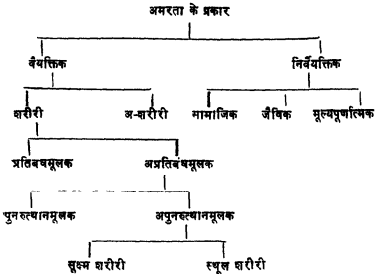 अमरता के प्रकार
वैयक्तिक निर्वैयक्तिक
शरीरी अ-शरीरी सामाजिक जैविक मूल्यपूर्णात्मक
प्रतिबंधमूलक अप्रतिबंधमूलक
पुनरुत्थानमूलक अपुनरुत्थानमूलक
सूक्ष्म शरीरी स्थूल शरीरी